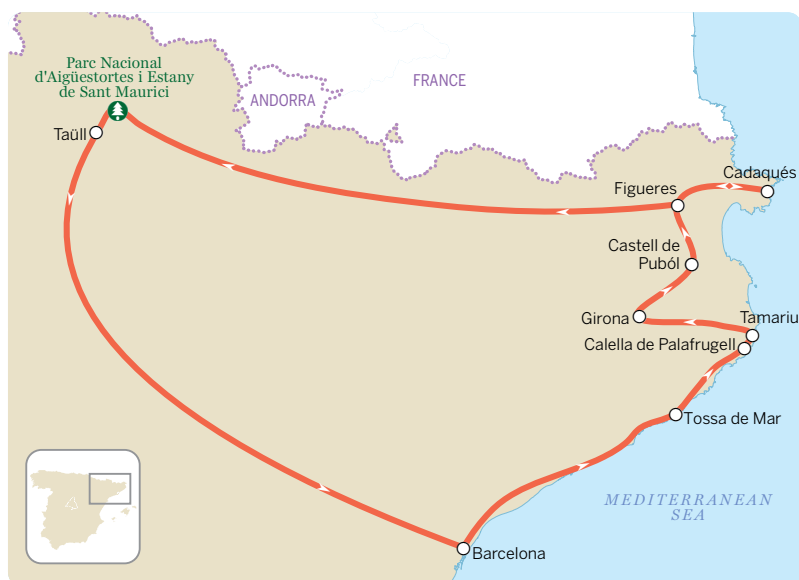 Parc Nacional
d'Aigüestortes i Estany
de Sant Maurici
FRANCE
ANDORRA
Taüll
Cadaqués
Figueres
Castell de
Puból
Girona
Tamariu
Calella de Palafrugell
Tossa de Mar
MEDITERRANEAN
SEA
Barcelona